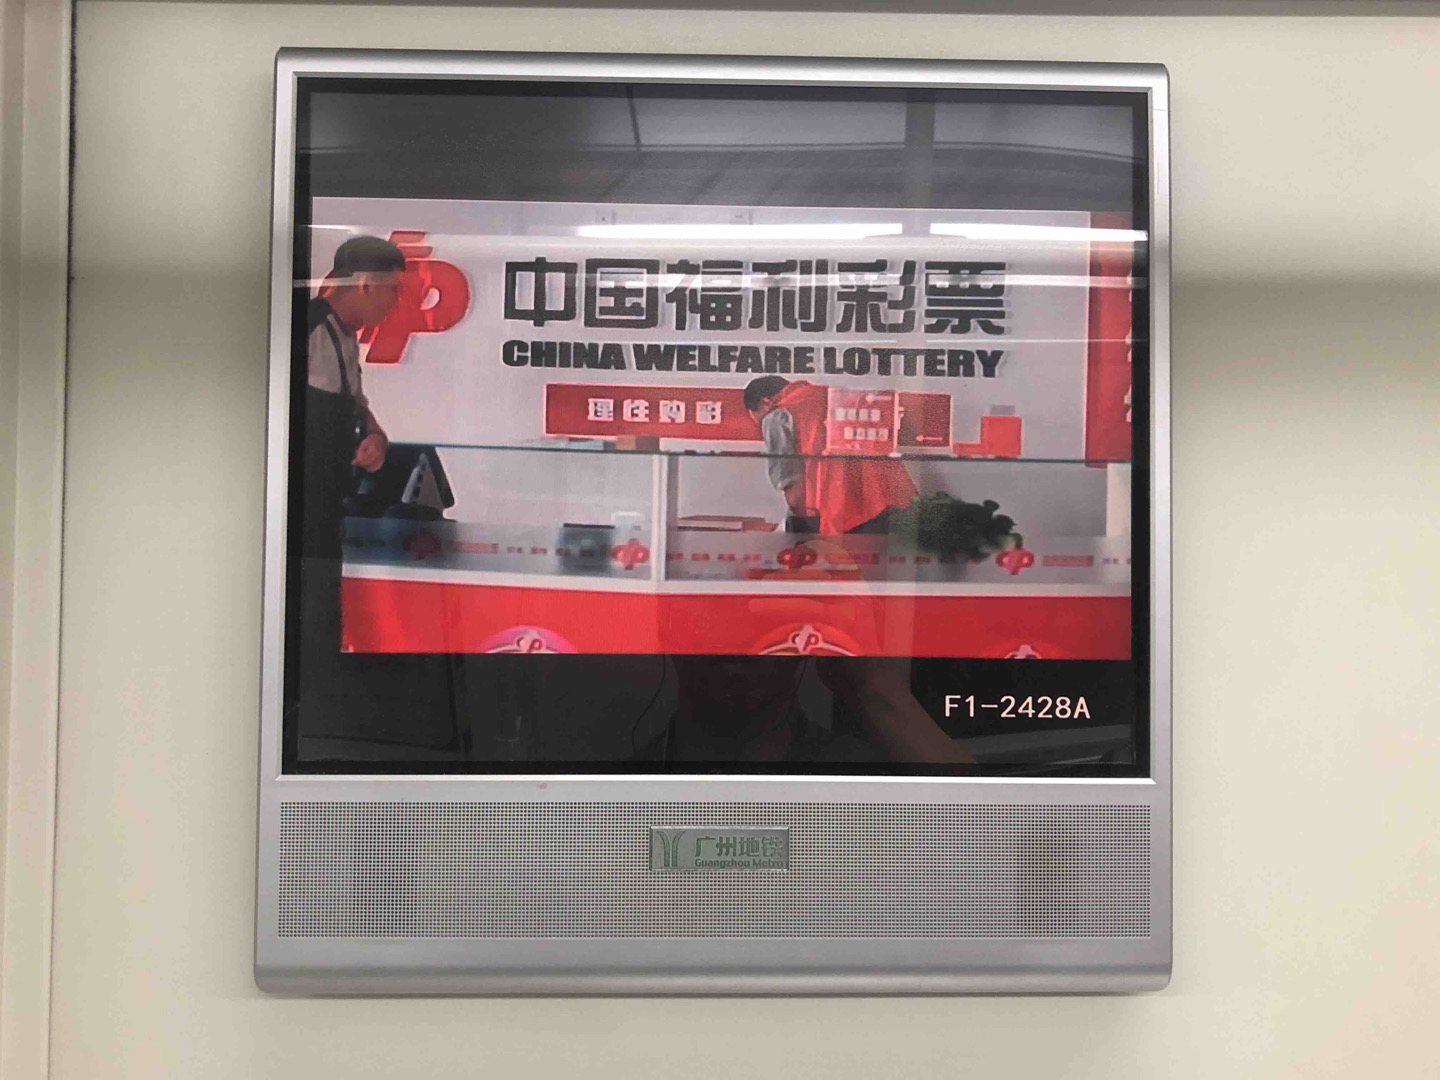 中国福利彩票
CHINA WELFARE LOTTERY
理性购彩
F1-2428A
广州地铁
Guangzhou Metro